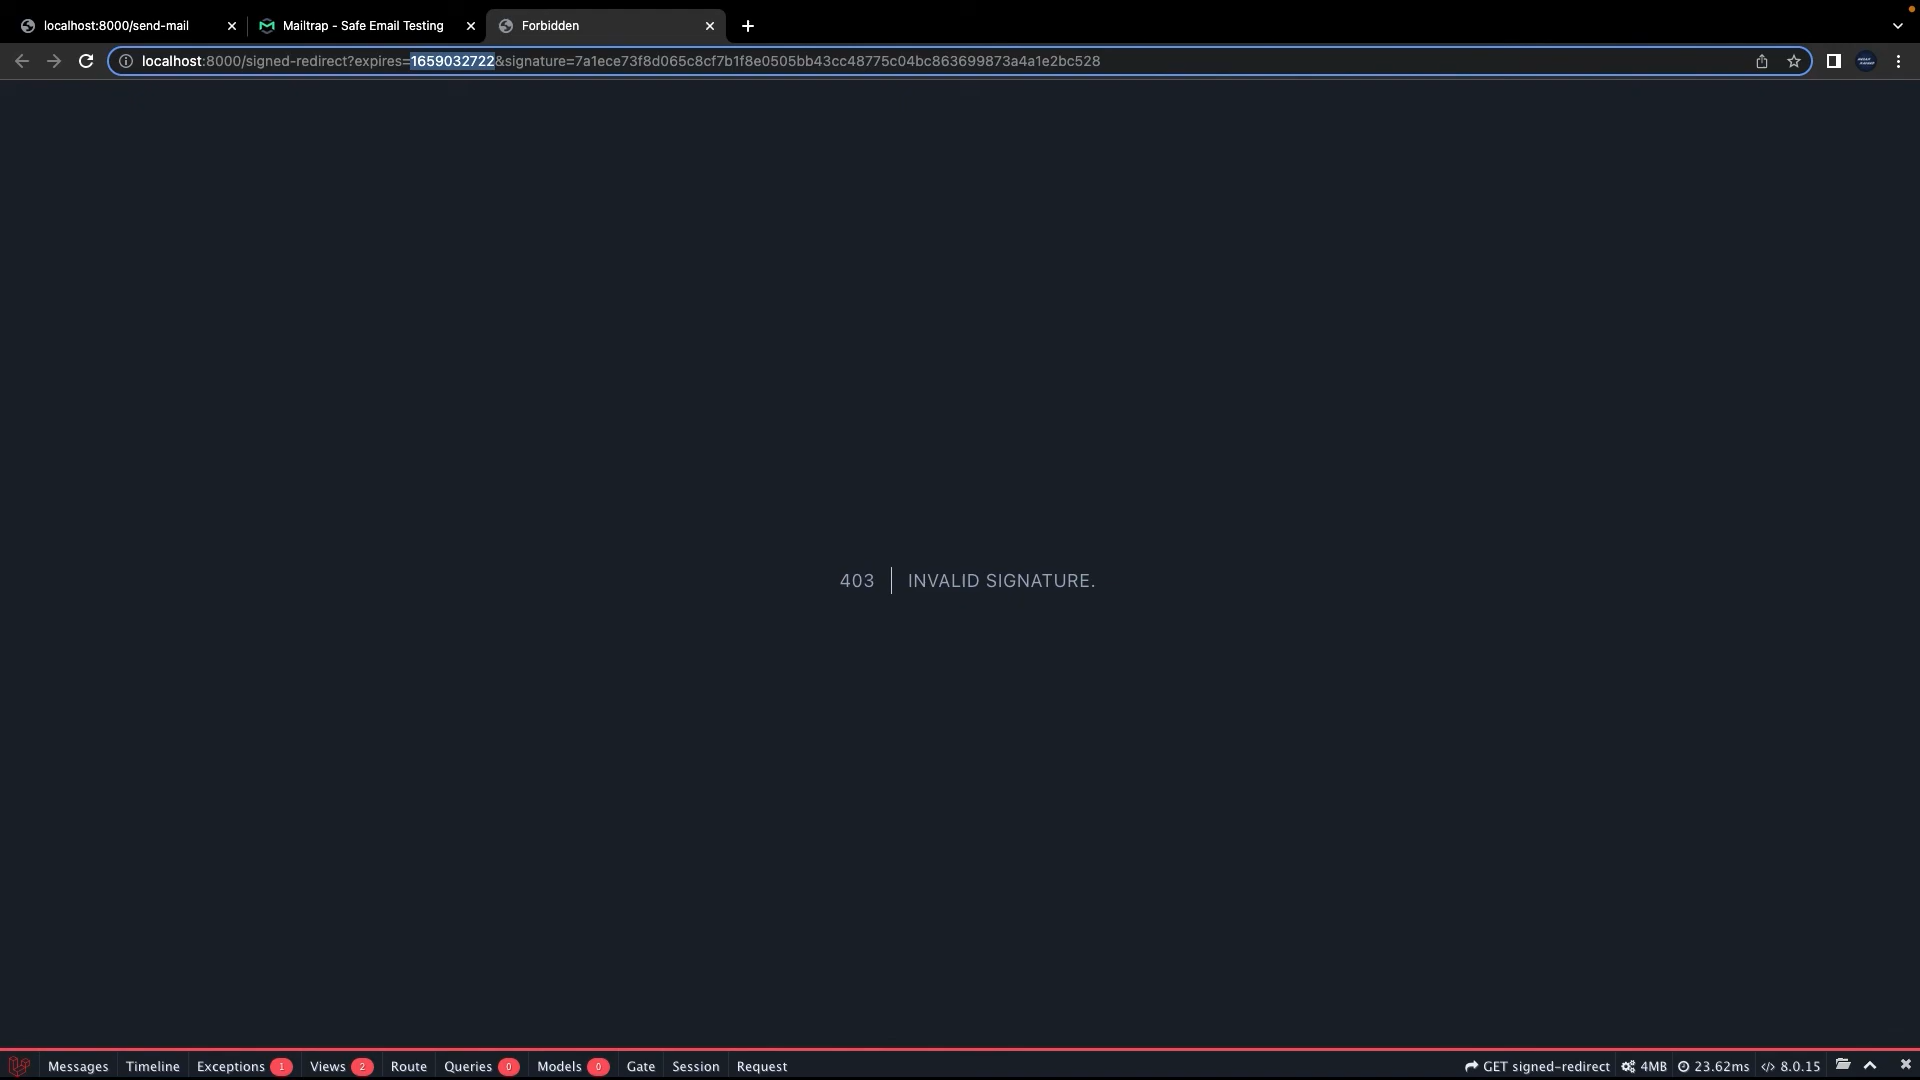 localhost:8000/send-mail
Mailtrap - Safe Email Testing
Forbidden
localhost:8000/signed-redirect?expires=1659032722&signature=7a1ece73f8d065c8cf7b1f8e0505bb43cc48775c04bc863699873a4a1e2bc528
403 INVALID SIGNATURE.
Messages Timeline Exceptions 1 Views 2 Route Queries 0 Models 0 Gate Session Request GET signed-redirect 4MB 23.62ms 8.0.15